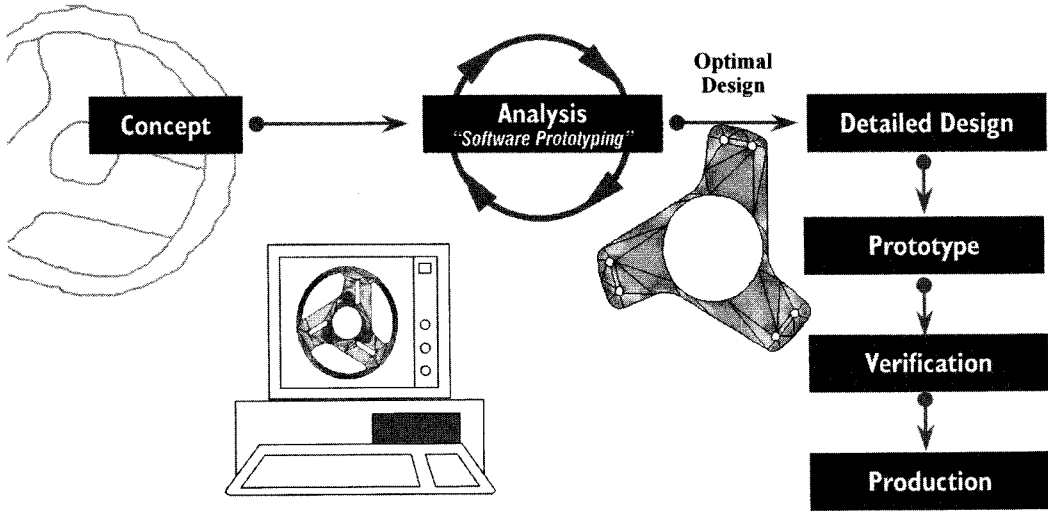 Concept
Analysis
"Software Prototyping"
Optimal
Design
Detailed Design
Prototype
Verification
Production